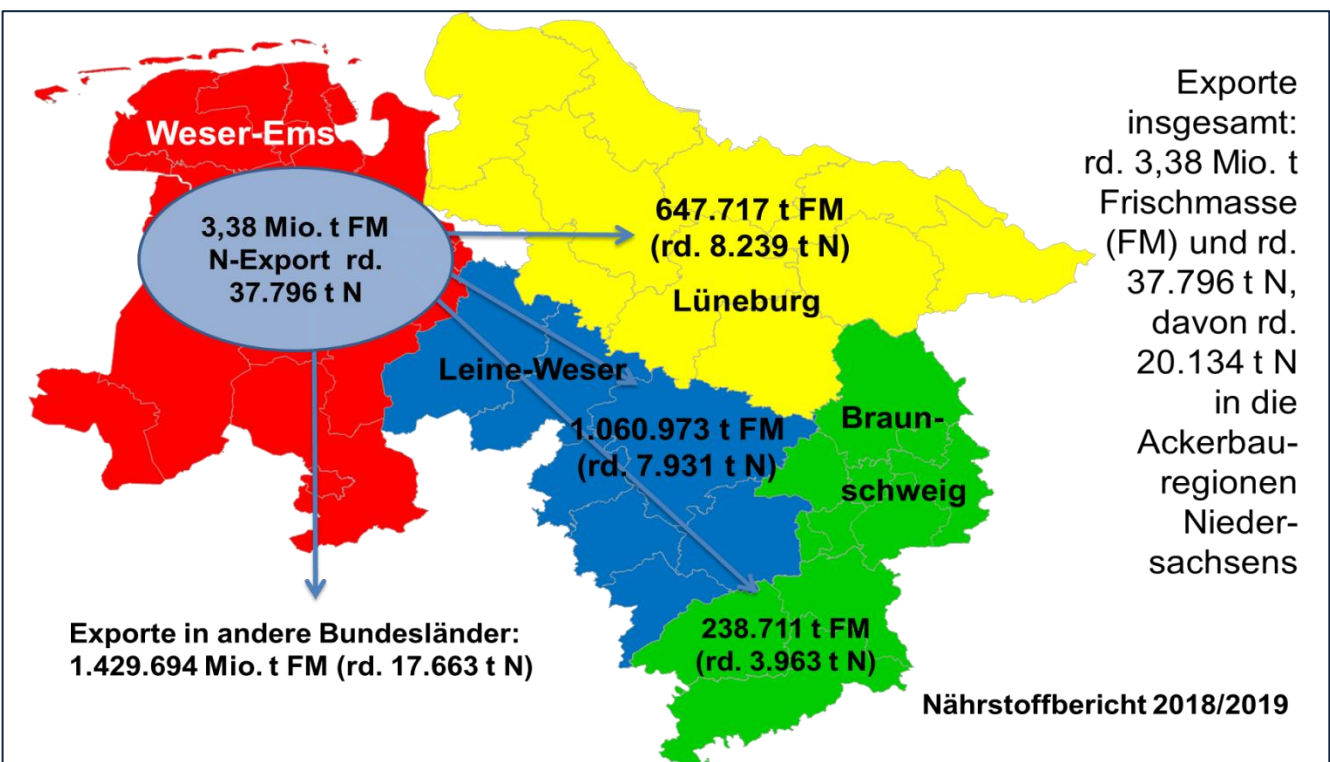 Weser-Ems
3,38 Mio. t FM
N-Export rd.
37.796 t N
647.717 t FM
(rd. 8.239 t N)
Lüneburg
Leine-Weser
1.060.973 t FM
(rd. 7.931 t N)
Braun-
schweig
238.711 t FM
(rd. 3.963 t N)
Exporte in andere Bundesländer:
1.429.694 Mio. t FM (rd. 17.663 t N)
Exporte
insgesamt:
rd. 3,38 Mio. t
Frischmasse
(FM) und rd.
37.796 t N,
davon rd.
20.134 t N
in die
Ackerbau-
regionen
Nieder-
sachsens
Nährstoffbericht 2018/2019